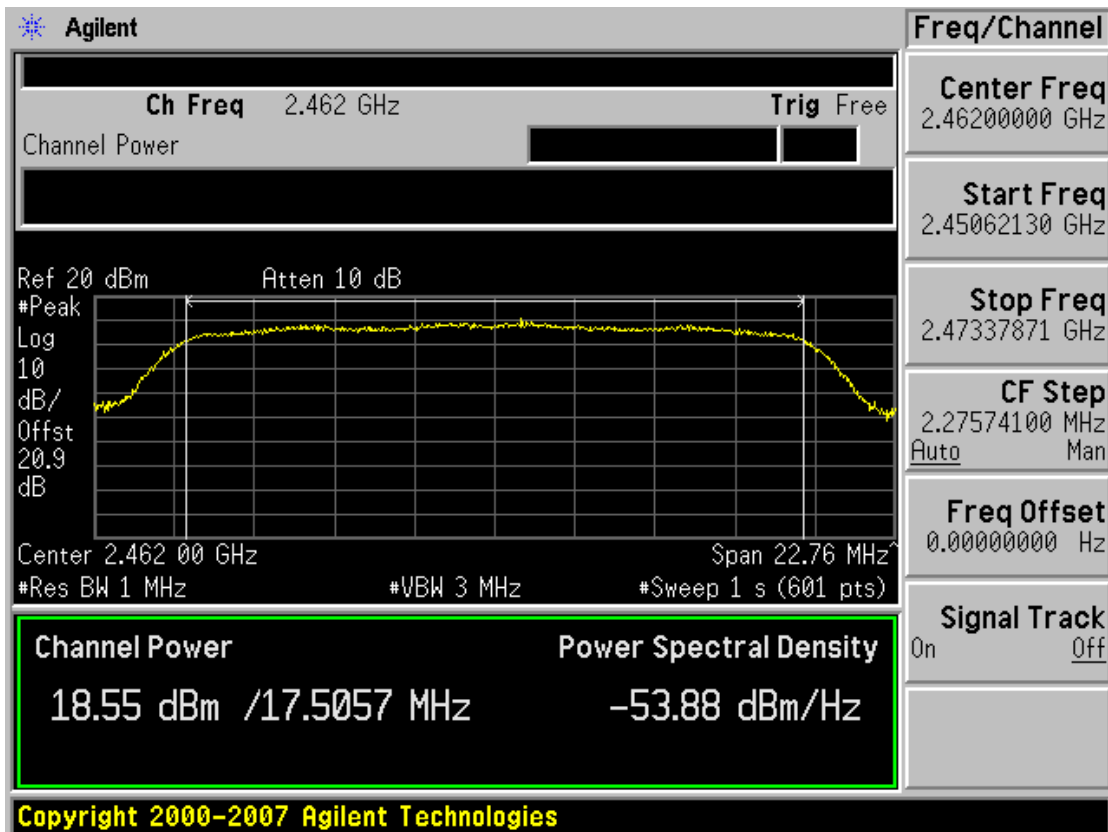 Agilent
Ch Freq 2.462 GHz Trig Free
Channel Power
Ref 20 dBm Atten 10 dB
#Peak
Log
10
dB/
Offst
20.9
dB
Center 2.462 00 GHz Span 22.76 MHz^
#Res BW 1 MHz #VBW 3 MHz #Sweep 1 s (601 pts)
Channel Power Power Spectral Density
18.55 dBm /17.5057 MHz -53.88 dBm/Hz
Copyright 2000-2007 Agilent Technologies
Freq/Channel
Center Freq
2.46200000 GHz
Start Freq
2.45062130 GHz
Stop Freq
2.47337871 GHz
CF Step
2.27574100 MHz
Auto Man
Freq Offset
0.00000000 Hz
Signal Track
On Off